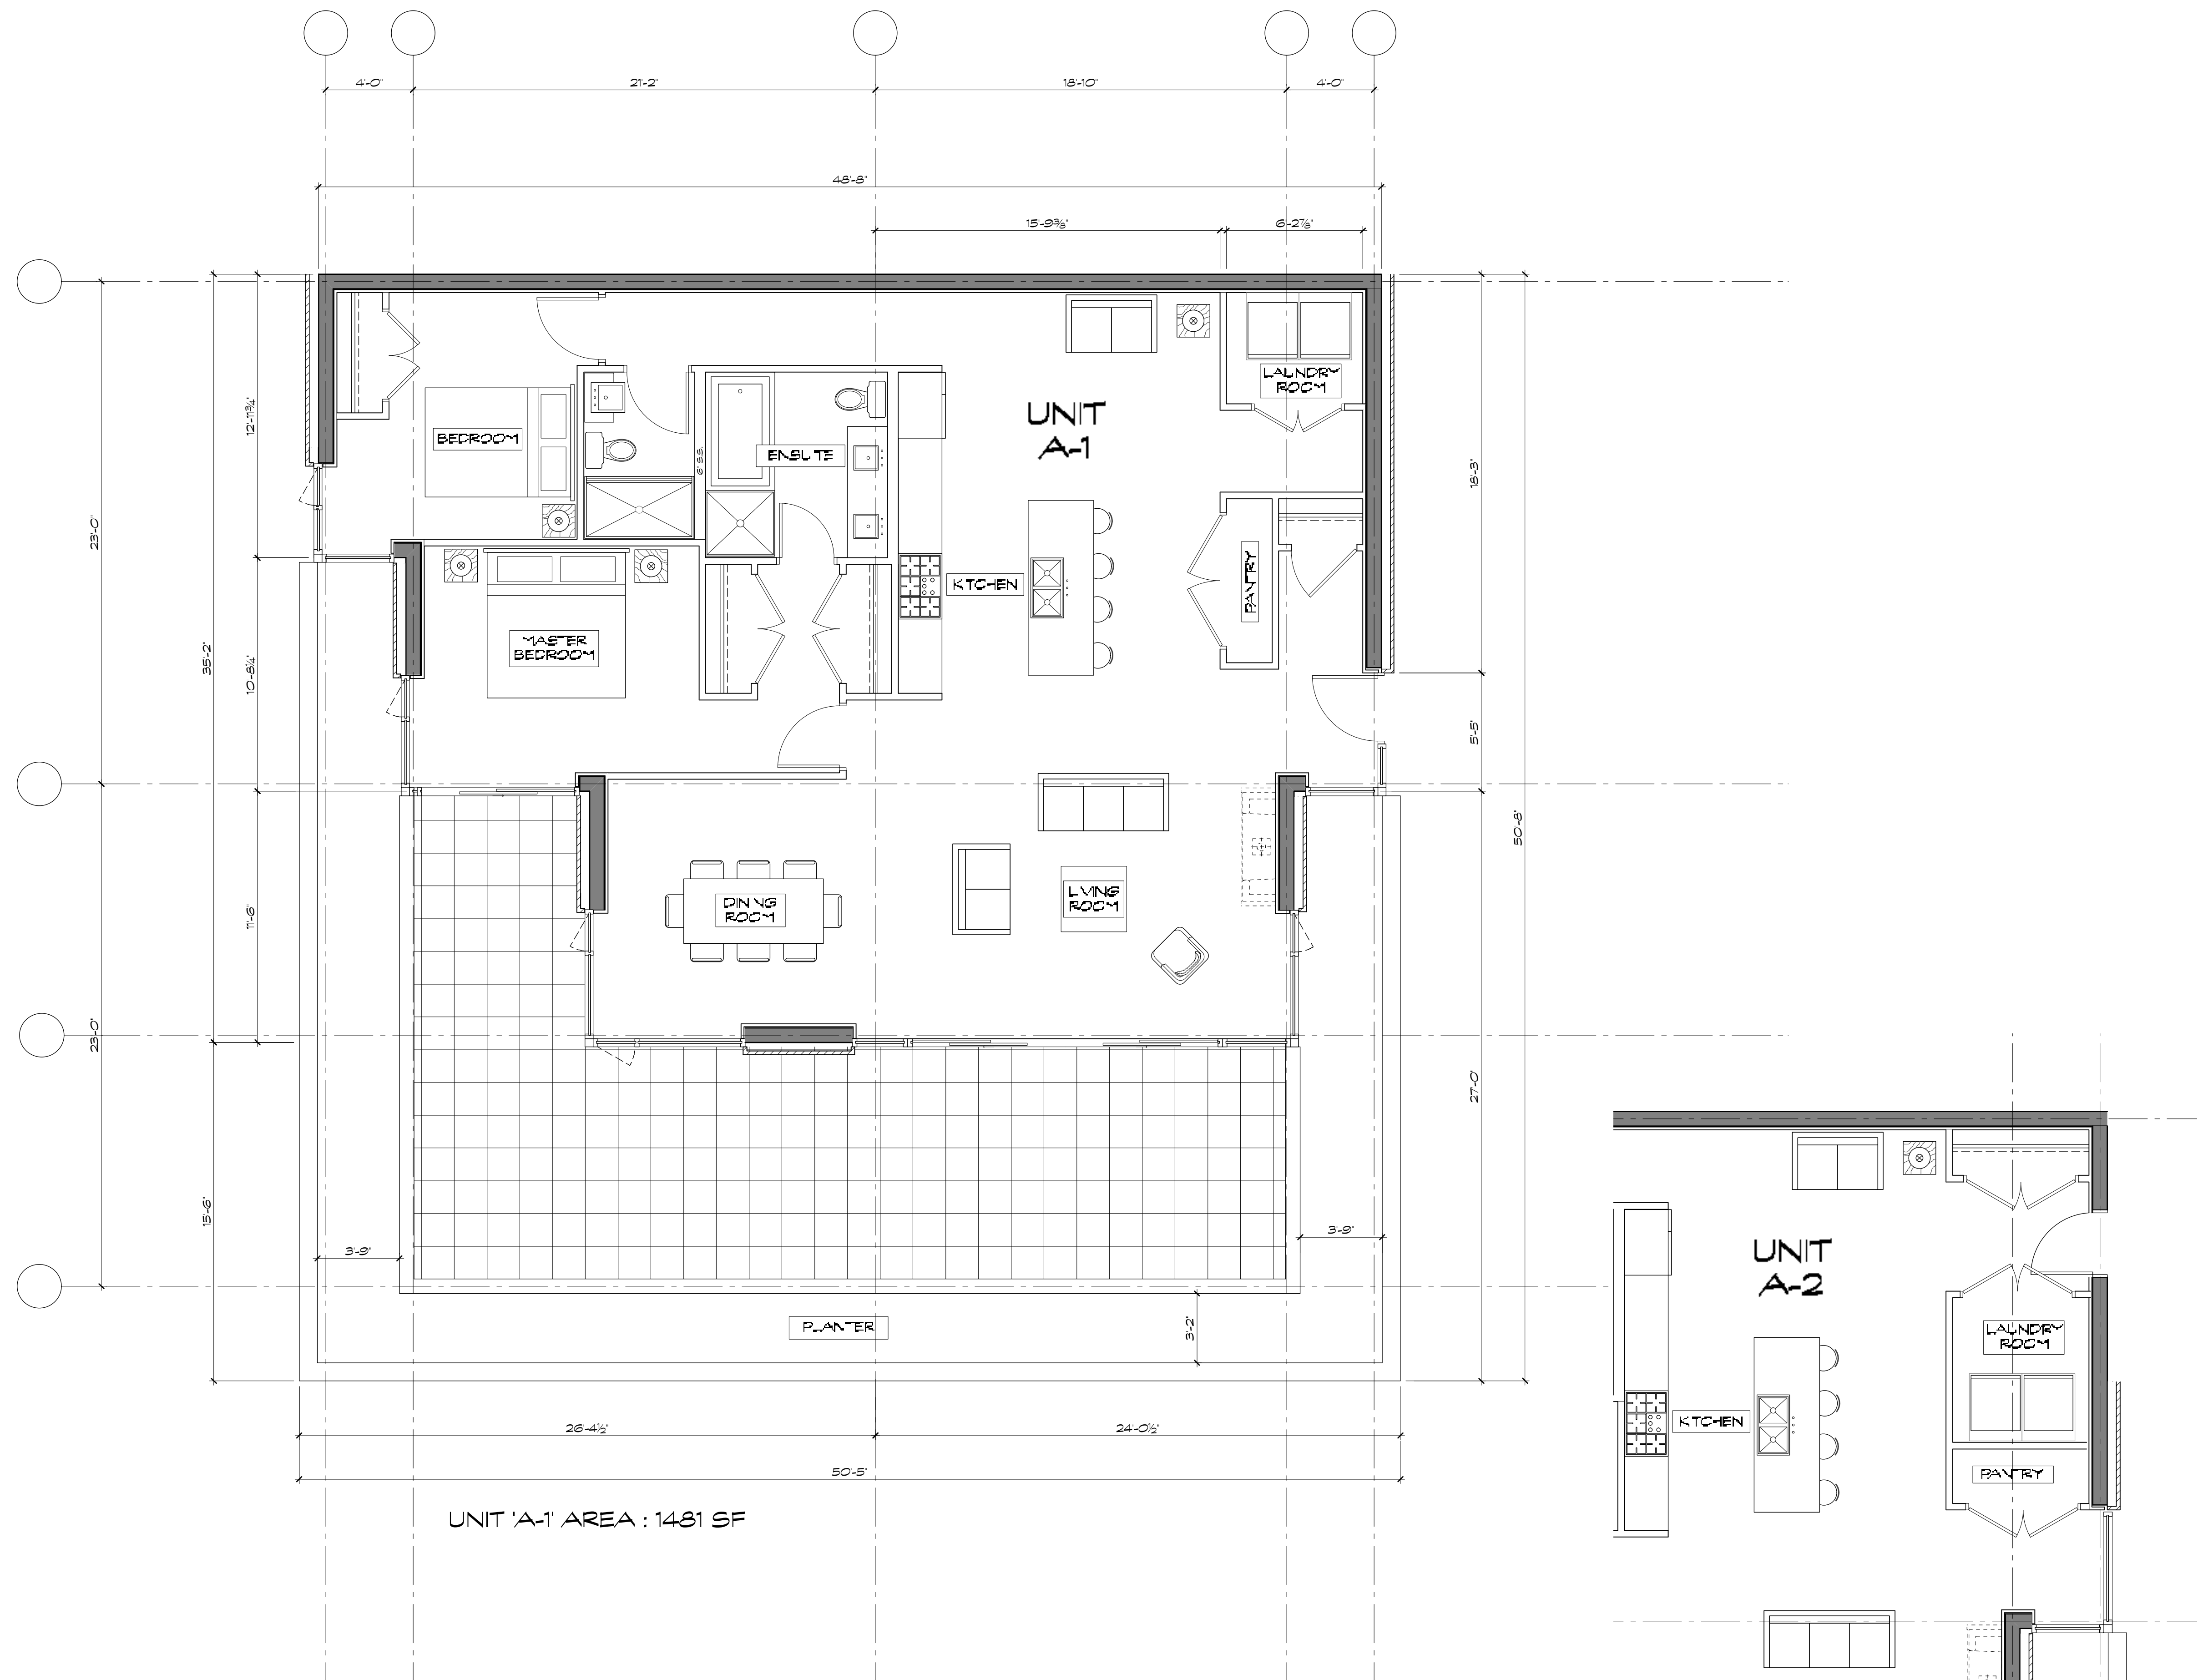 4'-0"
21'-2"
18'-10"
4'-0"
48'-8"
15'-9⅜"
6'-2⅞"
LAUNDRY
ROOM
UNIT
A-1
BEDROOM
ENSUITE
6' S.S.
12'-11¾"
18'-3"
23'-0"
KITCHEN
PANTRY
MASTER
BEDROOM
35'-2"
10'-8¼"
5'-5"
50'-8"
DINING
ROOM
LIVING
ROOM
11'-6"
23'-0"
27'-0"
15'-6"
3'-9"
3'-9"
UNIT
A-2
PLANTER
3'-2"
LAUNDRY
ROOM
26'-4½"
24'-0½"
KITCHEN
50'-5"
PANTRY
UNIT 'A-1' AREA : 1481 SF